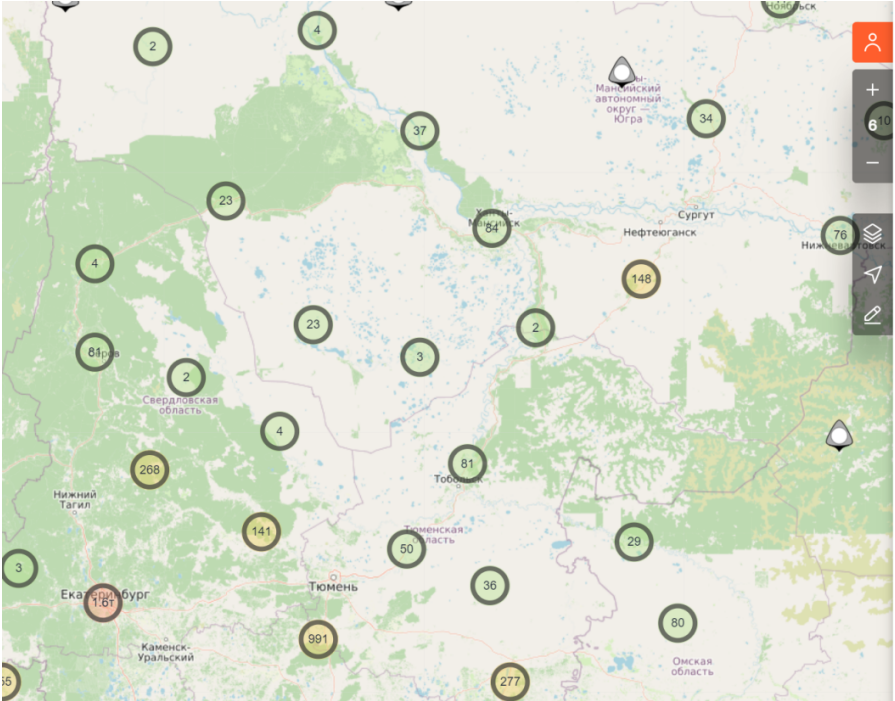 Ноябрьск
4
2
ы-
Мансийский
автономный
округ —
Югра
+
34
6
10
37
−
23
Ханты-
Мансийск
84
Сургут
Нефтеюганск
76
Нижневартовск
4
148
23
2
81
3
2
Свердловская
область
4
268
81
Тобольск
Нижний
Тагил
141
Тюменская
область
50
29
3
Тюмень
36
Екатеринбург
1.6т
80
991
Каменск-
Уральский
Омская
область
277